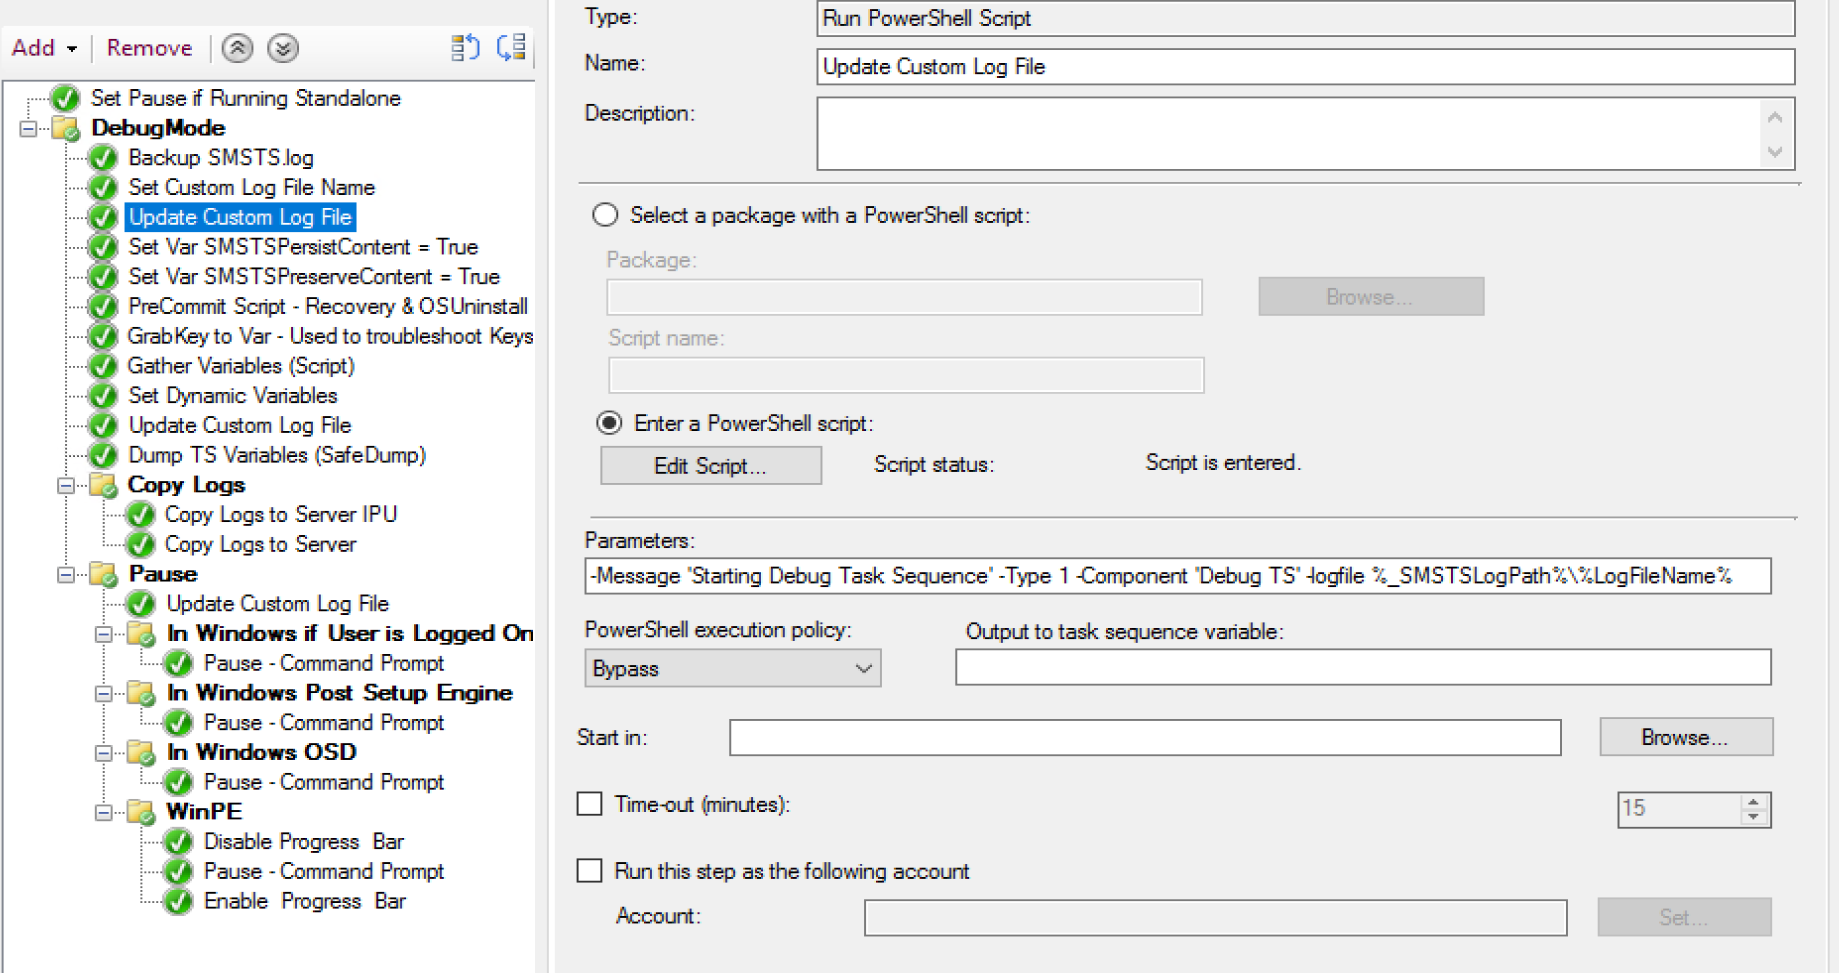 Add
Remove
Set Pause if Running Standalone
DebugMode
Backup SMSTS.log
Set Custom Log File Name
Update Custom Log File
Set Var SMSTSPersistContent = True
Set Var SMSTSPreserveContent = True
PreCommit Script - Recovery & OSUninstall
GrabKey to Var - Used to troubleshoot Keys
Gather Variables (Script)
Set Dynamic Variables
Update Custom Log File
Dump TS Variables (SafeDump)
Copy Logs
Copy Logs to Server IPU
Copy Logs to Server
Pause
Update Custom Log File
In Windows if User is Logged On
Pause - Command Prompt
In Windows Post Setup Engine
Pause - Command Prompt
In Windows OSD
Pause - Command Prompt
WinPE
Disable Progress Bar
Pause - Command Prompt
Enable Progress Bar
Type: Run PowerShell Script
Name: Update Custom Log File
Description:
Select a package with a PowerShell script:
Package:
Browse...
Script name:
Enter a PowerShell script:
Edit Script... Script status: Script is entered.
Parameters:
-Message "Starting Debug Task Sequence" -Type 1 -Component "Debug TS" -logfile %_SMSTSLogPath%\%LogFileName%
PowerShell execution policy: Output to task sequence variable:
Bypass
Start in: Browse...
Time-out (minutes): 15
Run this step as the following account
Account: Set...